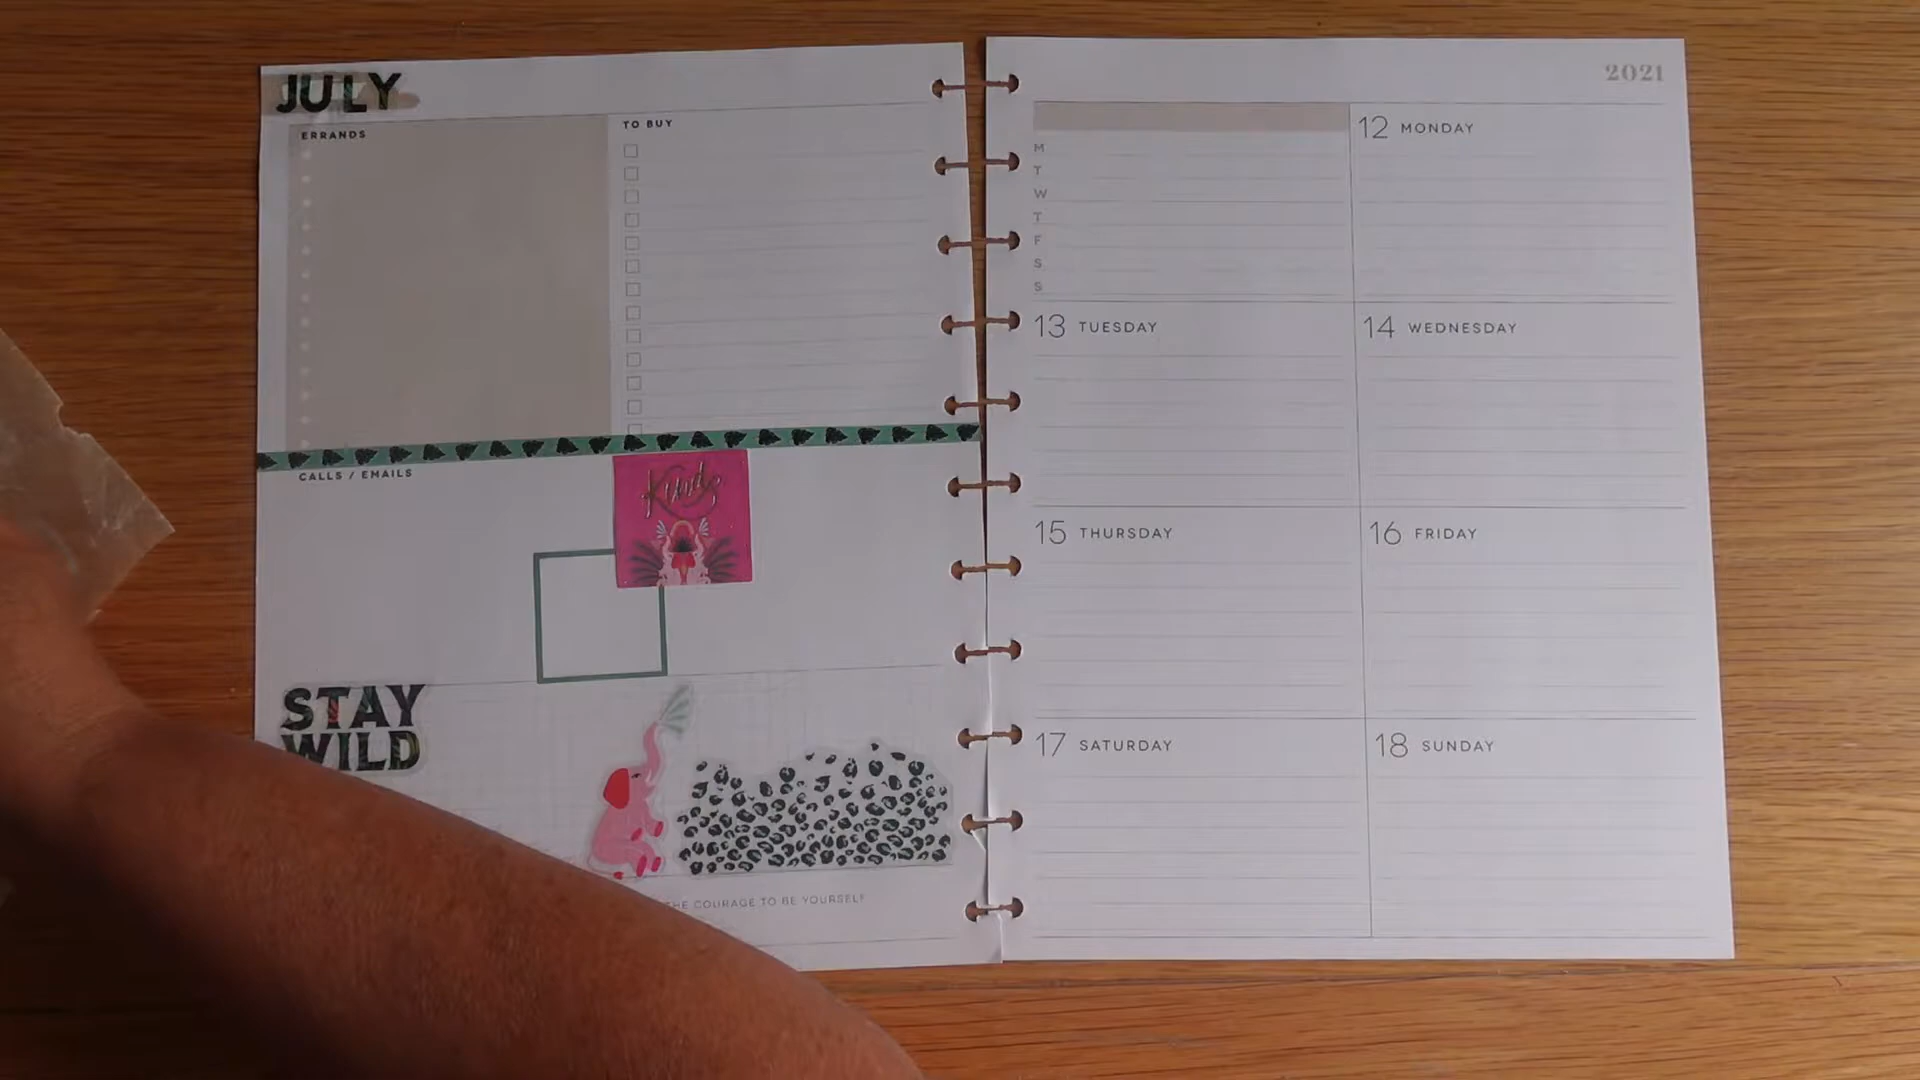 JULY
ERRANDS
TO BUY
CALLS / EMAILS
Kind
STAY
WILD
THE COURAGE TO BE YOURSELF
2021
M
T
W
T
F
S
S
12 MONDAY
13 TUESDAY
14 WEDNESDAY
15 THURSDAY
16 FRIDAY
17 SATURDAY
18 SUNDAY